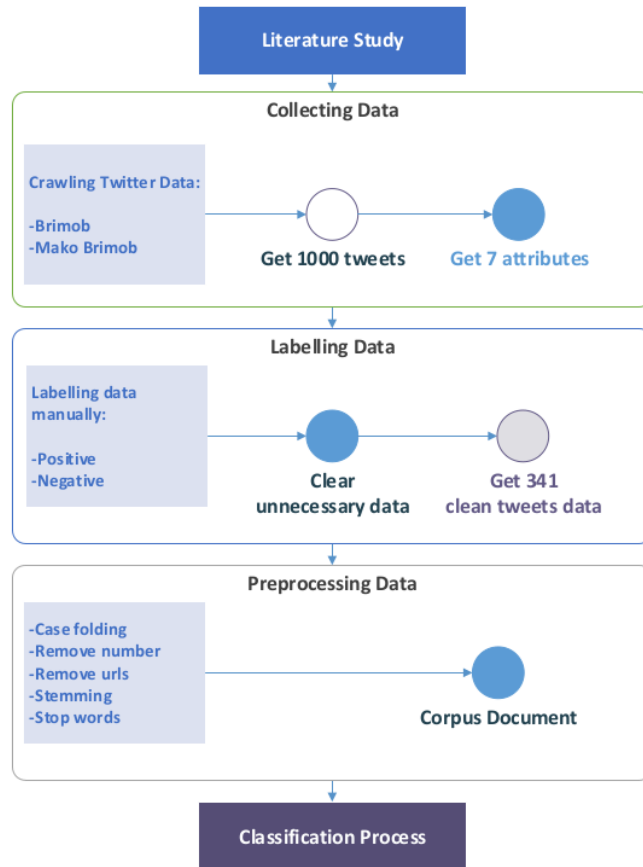 Literature Study
Collecting Data
Crawling Twitter Data:
-Brimob
-Mako Brimob
Get 1000 tweets
Get 7 attributes
Labelling Data
Labelling data
manually:
-Positive
-Negative
Clear
unnecessary data
Get 341
clean tweets data
Preprocessing Data
-Case folding
-Remove number
-Remove urls
-Stemming
-Stop words
Corpus Document
Classification Process